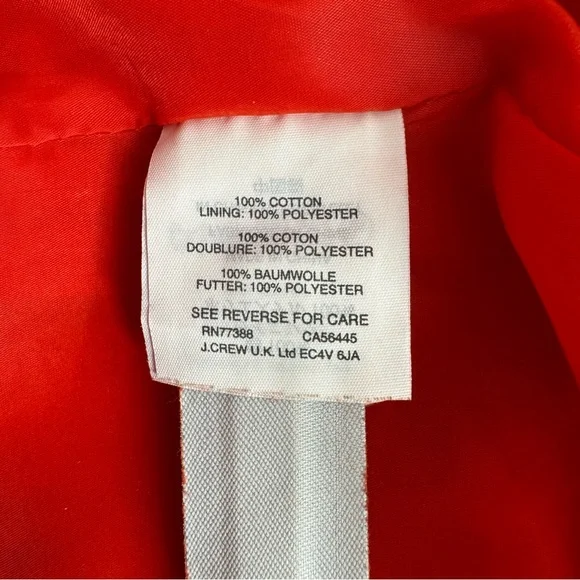 100% COTTON
LINING: 100% POLYESTER
100% COTON
DOUBLURE: 100% POLYESTER
100% BAUMWOLLE
FUTTER: 100% POLYESTER
SEE REVERSE FOR CARE
RN77388 CA56445
J.CREW U.K. Ltd EC4V 6JA